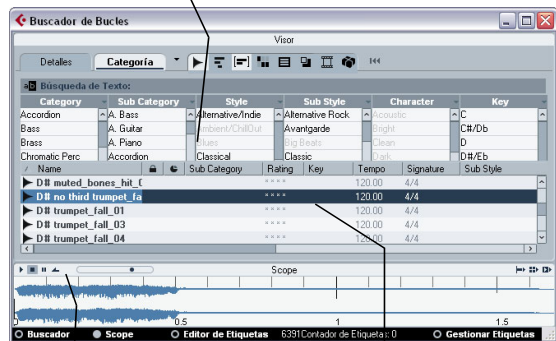 Buscador de Bucles
Visor
Detalles Categoría
Búsqueda de Texto:
Category Sub Category Style Sub Style Character Key
Accordion A. Bass Alternative/Indie Alternative Rock Acoustic C
Bass A. Guitar Ambient/ChillOut Avantgarde Bright C#/Db
Brass A. Piano Blues Big Beats Clean D
Chromatic Perc Accordion Classical Classic Dark D#/Eb
Name Sub Category Rating Key Tempo Signature Sub Style
D# muted_bones_hit_0 120.00 4/4
D# no third trumpet_fa 120.00 4/4
D# trumpet_fall_01 120.00 4/4
D# trumpet_fall_03 120.00 4/4
D# trumpet_fall_04 120.00 4/4
Scope
0 0.5 1 1.5
Buscador Scope Editor de Etiquetas 6391 Contador de Etiquetas: 0 Gestionar Etiquetas